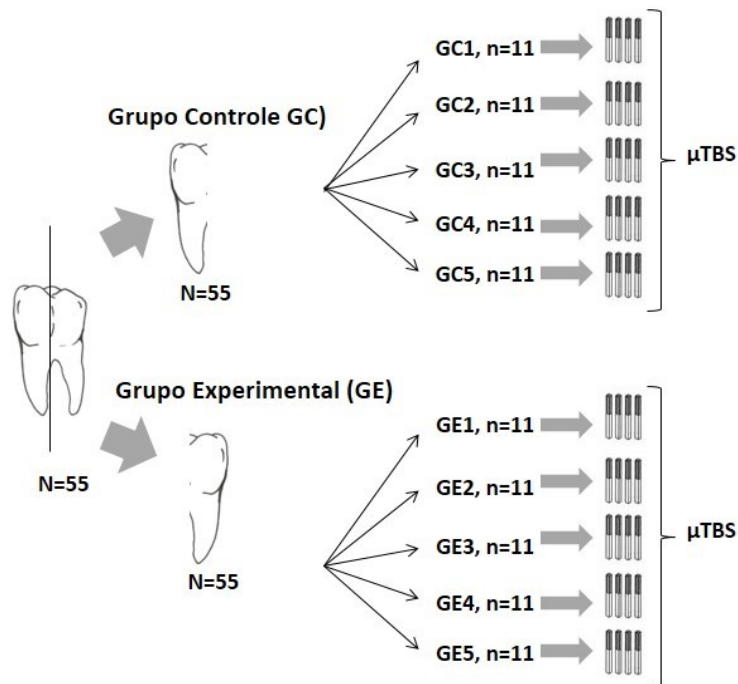 Grupo Controle GC)
N=55
GC1, n=11
GC2, n=11
GC3, n=11
GC4, n=11
GC5, n=11
µTBS
N=55
Grupo Experimental (GE)
N=55
GE1, n=11
GE2, n=11
GE3, n=11
GE4, n=11
GE5, n=11
µTBS